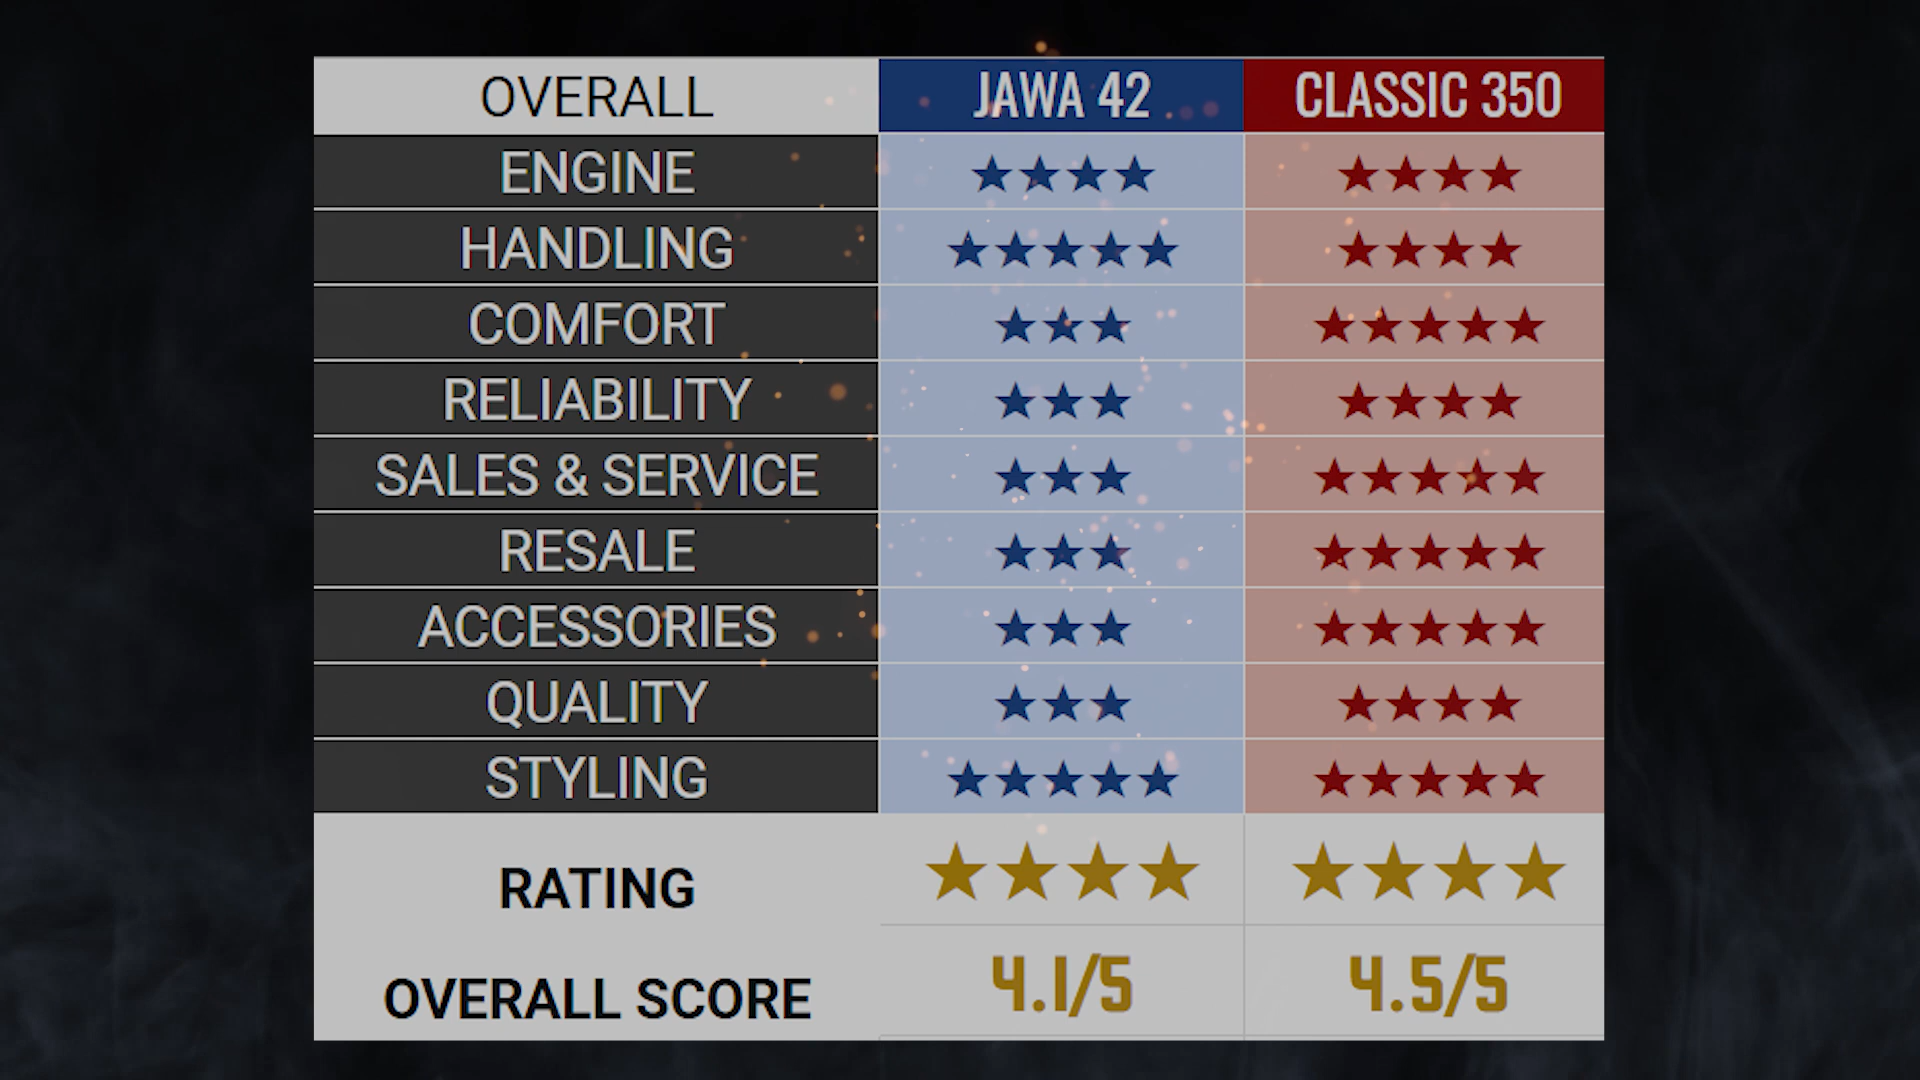 OVERALL JAWA 42 CLASSIC 350
ENGINE ★★★★ ★★★★
HANDLING ★★★★★ ★★★★
COMFORT ★★★ ★★★★★
RELIABILITY ★★★ ★★★★
SALES & SERVICE ★★★ ★★★★★
RESALE ★★★ ★★★★★
ACCESSORIES ★★★ ★★★★★
QUALITY ★★★ ★★★★
STYLING ★★★★★ ★★★★★
RATING ★★★★ ★★★★
OVERALL SCORE 4.1/5 4.5/5